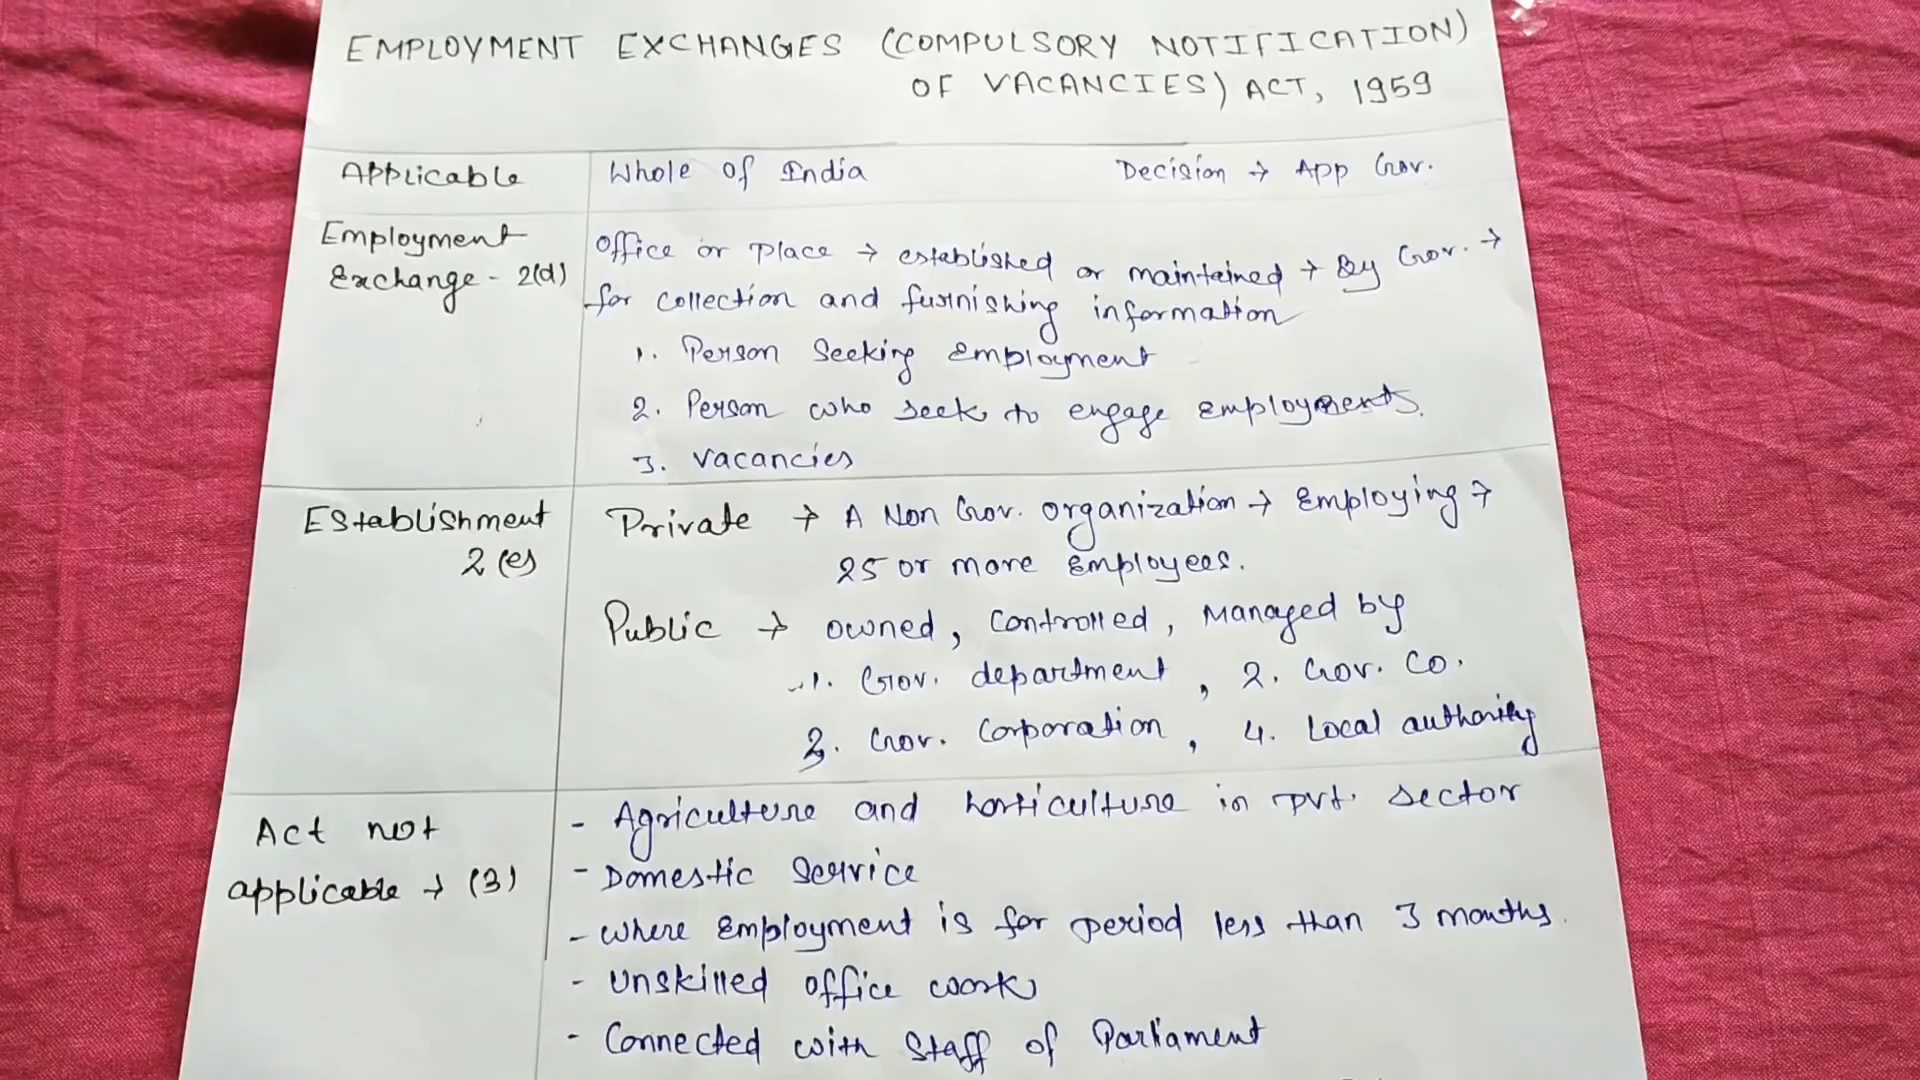 EMPLOYMENT EXCHANGES (COMPULSORY NOTIFICATION)
OF VACANCIES) ACT, 1959
Applicable
Whole of India Decision → App Gov.
Employment
Exchange - 2(d)
Office or Place → established or maintained → By Gov. →
for collection and furnishing information
1. Person Seeking Employment
2. Person who seek to engage Employments.
3. Vacancies
Establishment
2(e)
Private → A Non Gov. Organization → Employing →
25 or more Employees.
Public → owned, Controlled, Managed by
1. Gov. department, 2. Gov. Co.
3. Gov. Corporation, 4. Local authority
Act not
applicable → (3)
- Agriculture and horticulture in pvt. sector
- Domestic Service
- where Employment is for period less than 3 months.
- Unskilled office work
- Connected with Staff of Parliament